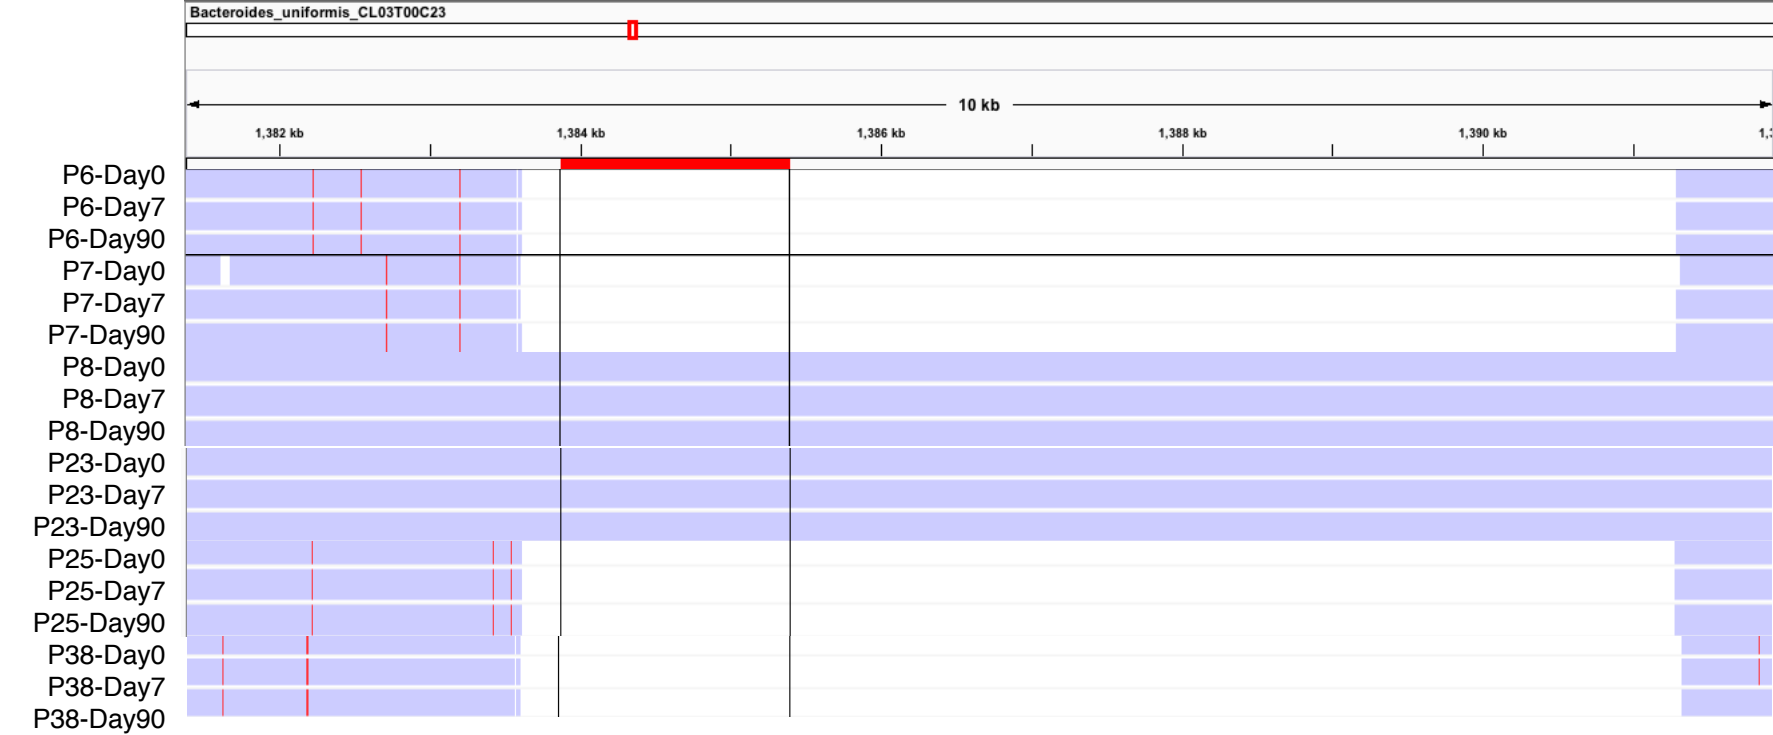 Bacteroides_uniformis_CL03T00C23
10 kb
1,382 kb 1,384 kb 1,386 kb 1,388 kb 1,390 kb
P6-Day0
P6-Day7
P6-Day90
P7-Day0
P7-Day7
P7-Day90
P8-Day0
P8-Day7
P8-Day90
P23-Day0
P23-Day7
P23-Day90
P25-Day0
P25-Day7
P25-Day90
P38-Day0
P38-Day7
P38-Day90